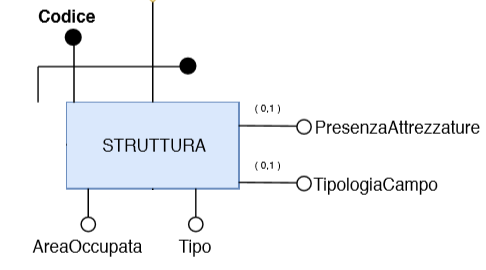 Codice
( 0,1 )
PresenzaAttrezzature
STRUTTURA
( 0,1 )
TipologiaCampo
AreaOccupata
Tipo